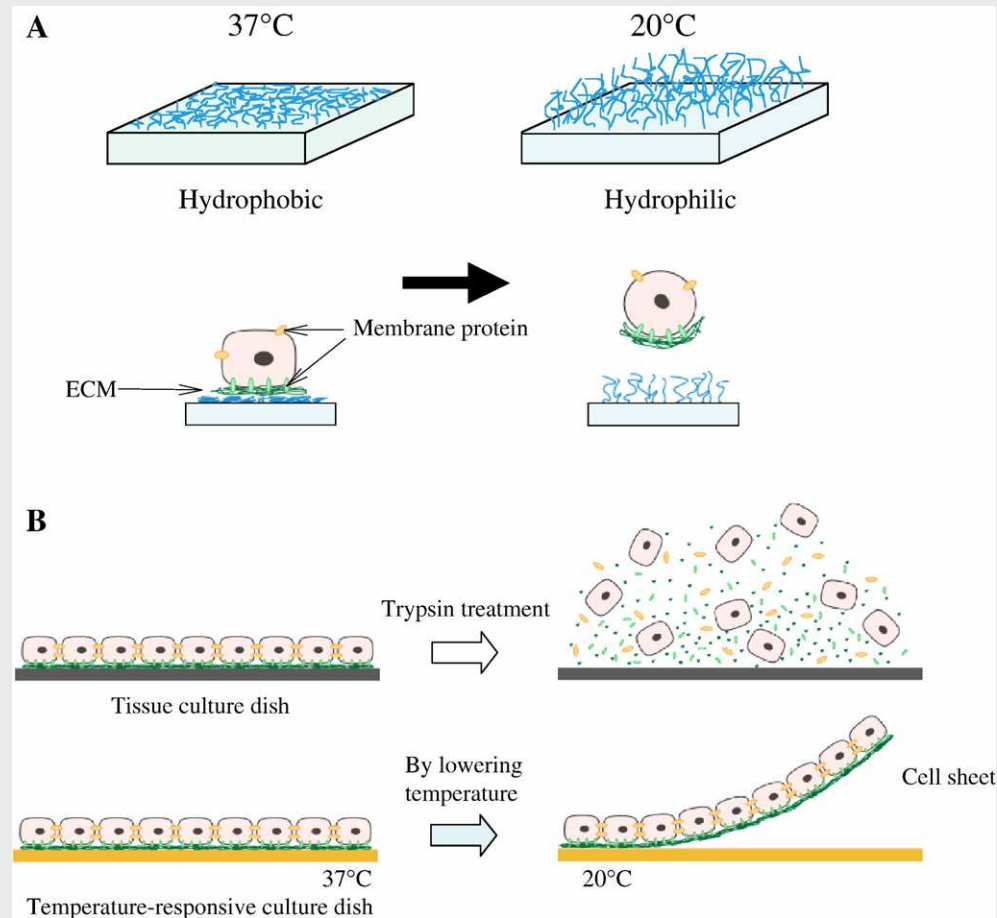 A
37°C
20°C
Hydrophobic
Hydrophilic
Membrane protein
ECM
B
Trypsin treatment
Tissue culture dish
By lowering
temperature
Cell sheet
37°C
20°C
Temperature-responsive culture dish